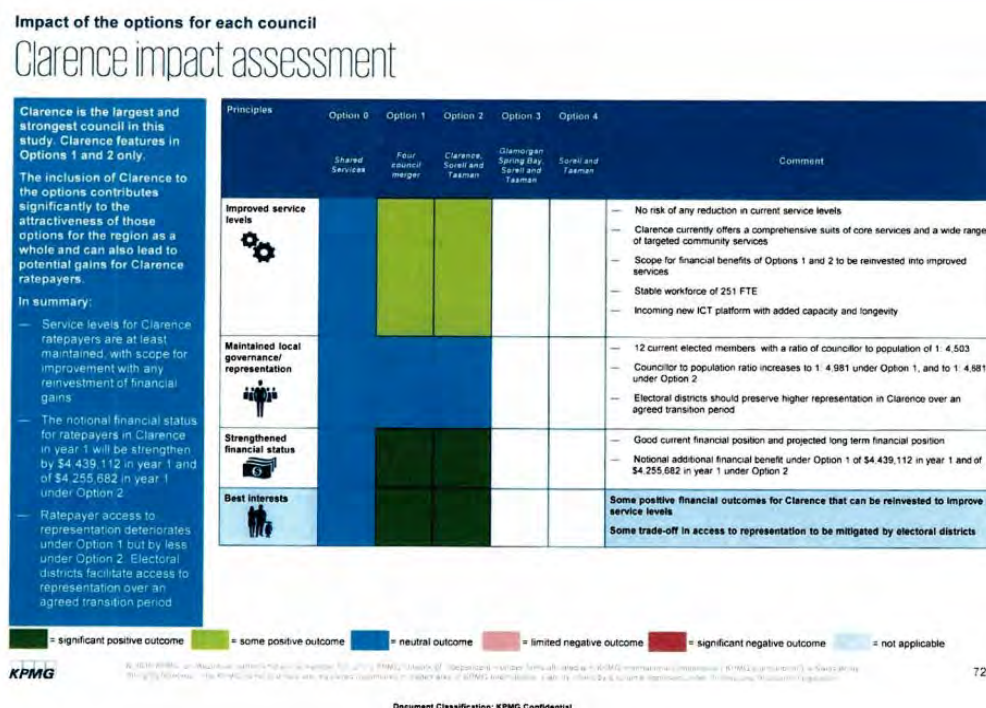 Impact of the options for each council
Clarence impact assessment
Clarence is the largest and
strongest council in this
study. Clarence features in
Options 1 and 2 only.
The inclusion of Clarence to
the options contributes
significantly to the
attractiveness of those
options for the region as a
whole and can also lead to
potential gains for Clarence
ratepayers.
In summary:
— Service levels for Clarence
ratepayers are at least
maintained, with scope for
improvement with any
reinvestment of financial
gains
— The notional financial status
for ratepayers in Clarence
in year 1 will be strengthen
by $4,439,112 in year 1 and
of $4,255,682 in year 1
under Option 2
— Ratepayer access to
representation deteriorates
under Option 1 but by less
under Option 2. Electoral
districts facilitate access to
representation over an
agreed transition period
Principles
Option 0
Option 1
Option 2
Option 3
Option 4
Shared
Services
Four
council
merger
Clarence,
Sorell and
Tasman
Glamorgan
Spring Bay,
Sorell and
Tasman
Sorell and
Tasman
Comment
Improved service
levels
— No risk of any reduction in current service levels
— Clarence currently offers a comprehensive suits of core services and a wide range
of targeted community services
— Scope for financial benefits of Options 1 and 2 to be reinvested into improved
services
— Stable workforce of 251 FTE
— Incoming new ICT platform with added capacity and longevity
Maintained local
governance/
representation
— 12 current elected members with a ratio of councillor to population of 1: 4,503
— Councillor to population ratio increases to 1: 4,981 under Option 1, and to 1: 4,681
under Option 2
— Electoral districts should preserve higher representation in Clarence over an
agreed transition period
Strengthened
financial status
— Good current financial position and projected long term financial position
— Notional additional financial benefit under Option 1 of $4,439,112 in year 1 and of
$4,255,682 in year 1 under Option 2
Best interests
Some positive financial outcomes for Clarence that can be reinvested to improve
service levels
Some trade-off in access to representation to be mitigated by electoral districts
= significant positive outcome
= some positive outcome
= neutral outcome
= limited negative outcome
= significant negative outcome
= not applicable
KPMG
72
Document Classification: KPMG Confidential